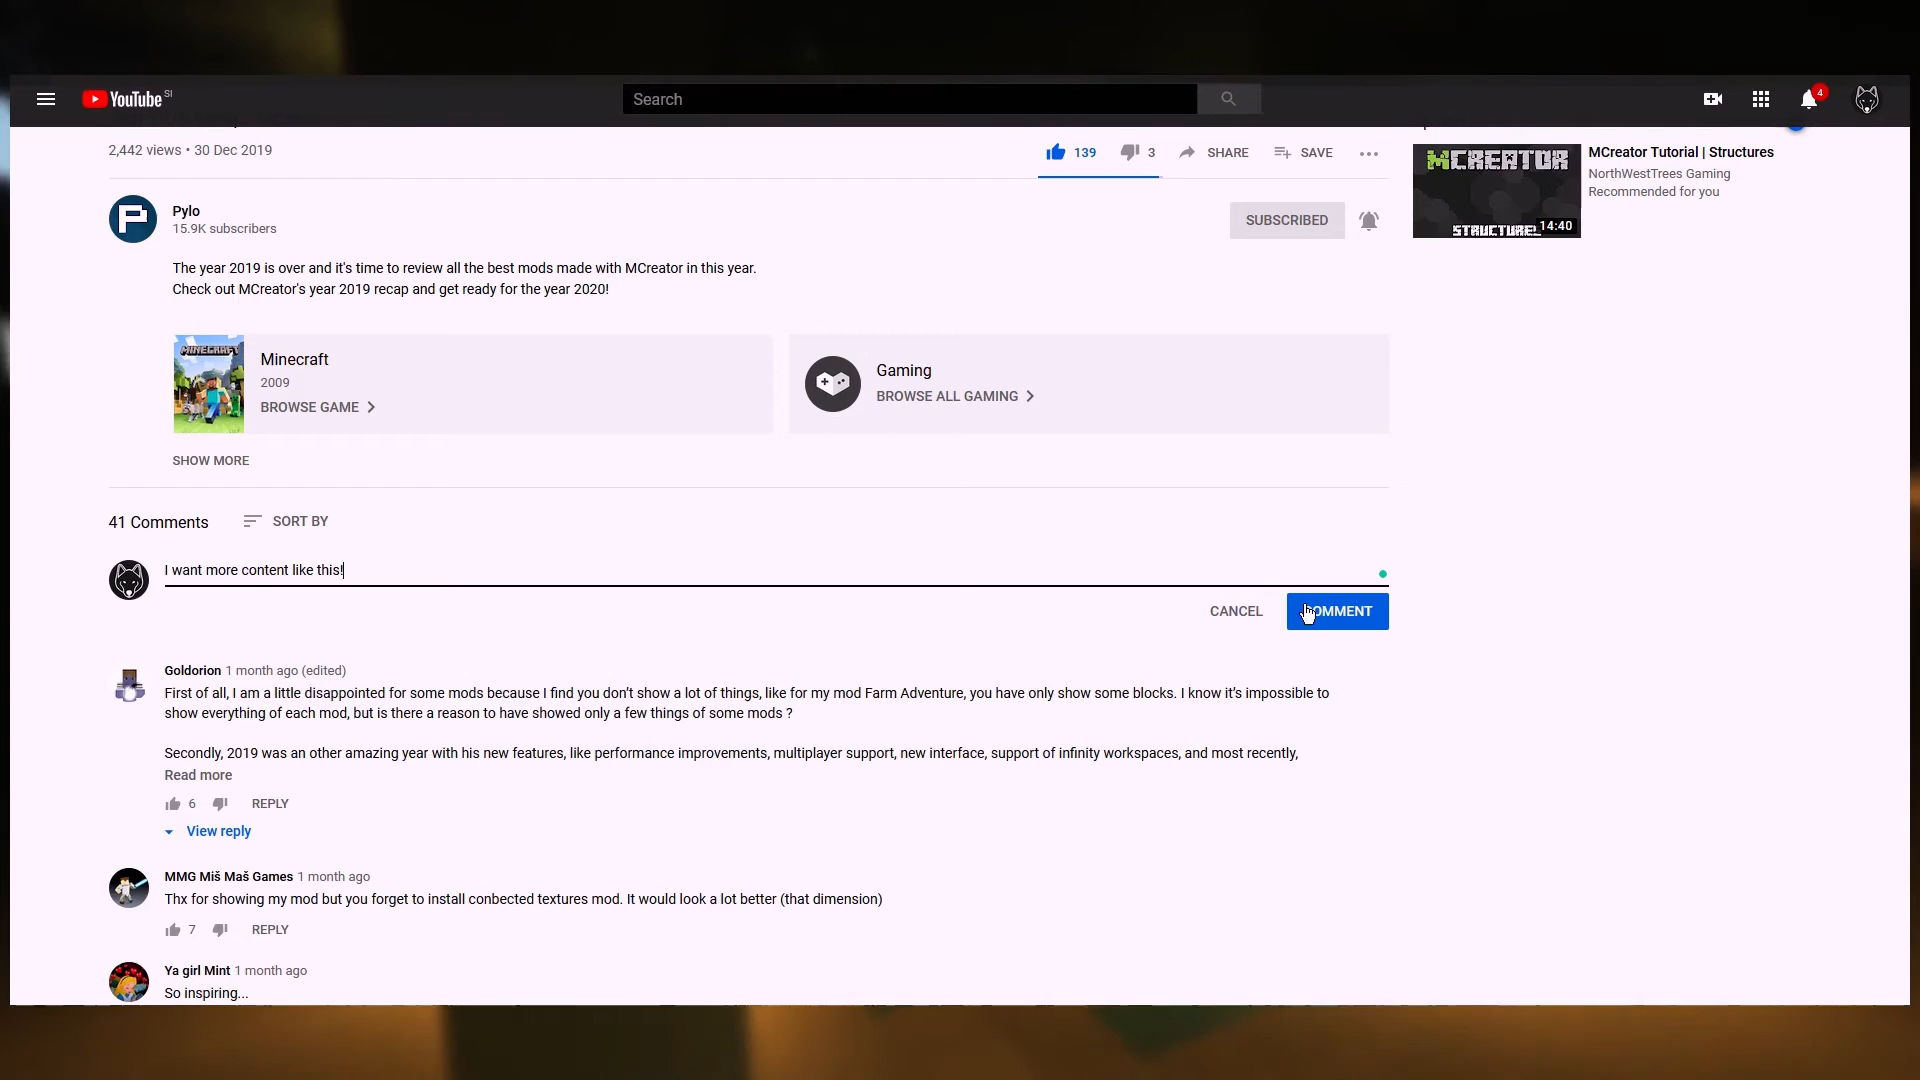 YouTube SI
Search
4
2,442 views • 30 Dec 2019
139
3
SHARE
SAVE
MCREATOR
STRUCTURE
14:40
MCreator Tutorial | Structures
NorthWestTrees Gaming
Recommended for you
Pylo
15.9K subscribers
SUBSCRIBED
The year 2019 is over and it's time to review all the best mods made with MCreator in this year.
Check out MCreator's year 2019 recap and get ready for the year 2020!
MINECRAFT
Minecraft
2009
BROWSE GAME
Gaming
BROWSE ALL GAMING
SHOW MORE
41 Comments
SORT BY
I want more content like this!
CANCEL
COMMENT
Goldorion 1 month ago (edited)
First of all, I am a little disappointed for some mods because I find you don't show a lot of things, like for my mod Farm Adventure, you have only show some blocks. I know it's impossible to
show everything of each mod, but is there a reason to have showed only a few things of some mods ?
Secondly, 2019 was an other amazing year with his new features, like performance improvements, multiplayer support, new interface, support of infinity workspaces, and most recently,
Read more
6
REPLY
View reply
MMG Miš Maš Games 1 month ago
Thx for showing my mod but you forget to install conbected textures mod. It would look a lot better (that dimension)
7
REPLY
Ya girl Mint 1 month ago
So inspiring...